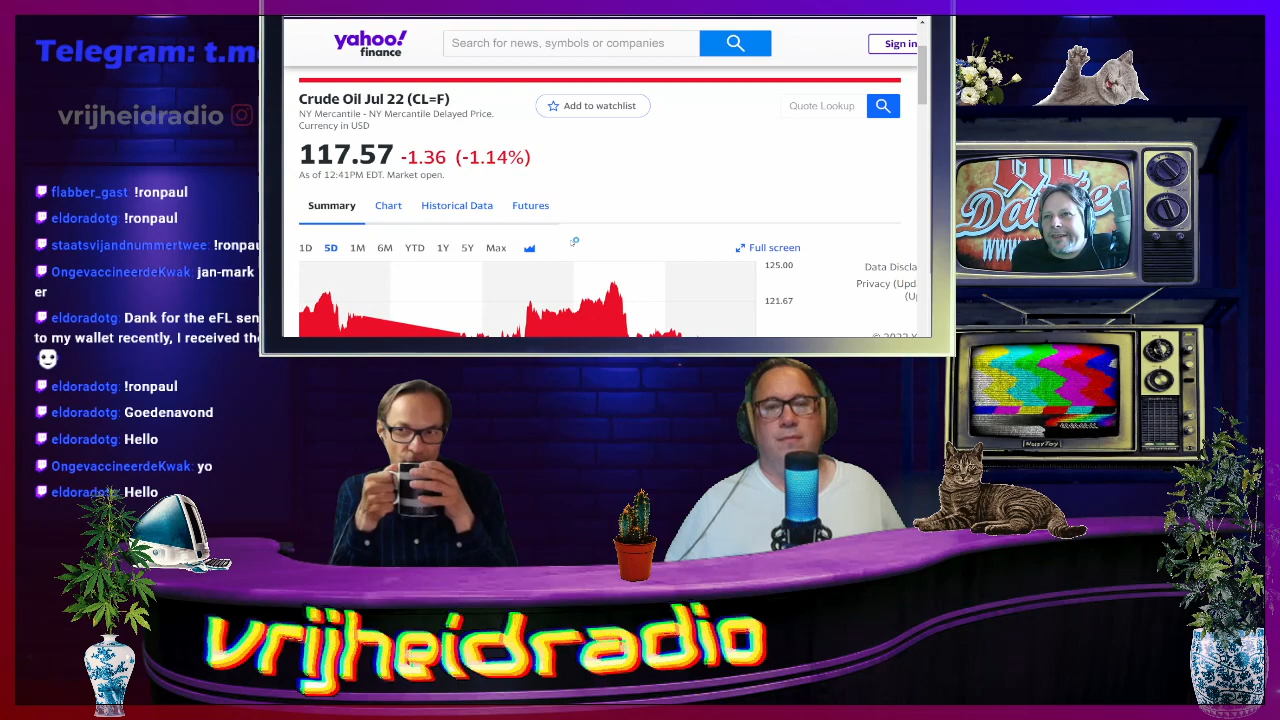 Telegram: t.me
vrijheidradio
flabber_gast !ronpaul
eldoradotg: !ronpaul
staatsvijandnummertwee: !ronpau
OngevaccineerdeKwak: jan-mark
er
eldoradotg: Dank for the eFL sen
to my wallet recently, I
eldoradotg: !ronpaul
eldoradotg: Goedenavond
eldoradotg: Hello
OngevaccineerdeKwak: yo
eldoradotg: Hello
yahoo!
finance
Search for news, symbols or companies
Sign in
Crude Oil Jul 22 (CL=F)
NY Mercantile - NY Mercantile Delayed Price.
Currency in USD
Add to watchlist
Quote Lookup
117.57 -1.36 (-1.14%)
As of 12:41PM EDT. Market open.
Summary Chart Historical Data Futures
1D 5D 1M 6M YTD 1Y 5Y Max
Full screen
125.00
121.67
Data Discla
Privacy (Upd
(Up
© 2022 Y
WWW
vrijheidradio